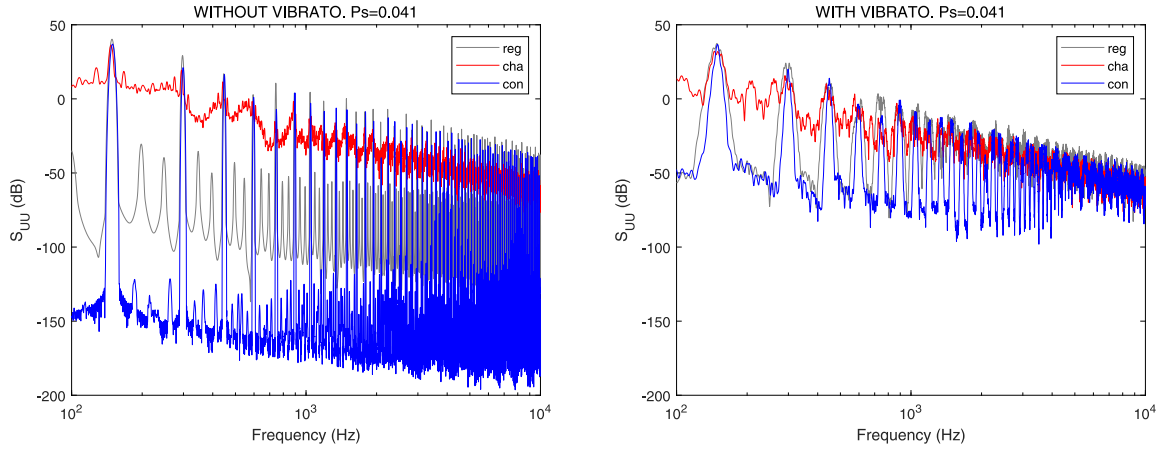 WITHOUT VIBRATO. Ps=0.041
50
0
-50
-100
-150
-200
S_UU (dB)
10^2
10^3
10^4
Frequency (Hz)
reg
cha
con
WITH VIBRATO. Ps=0.041
50
0
-50
-100
-150
-200
S_UU (dB)
10^2
10^3
10^4
Frequency (Hz)
reg
cha
con